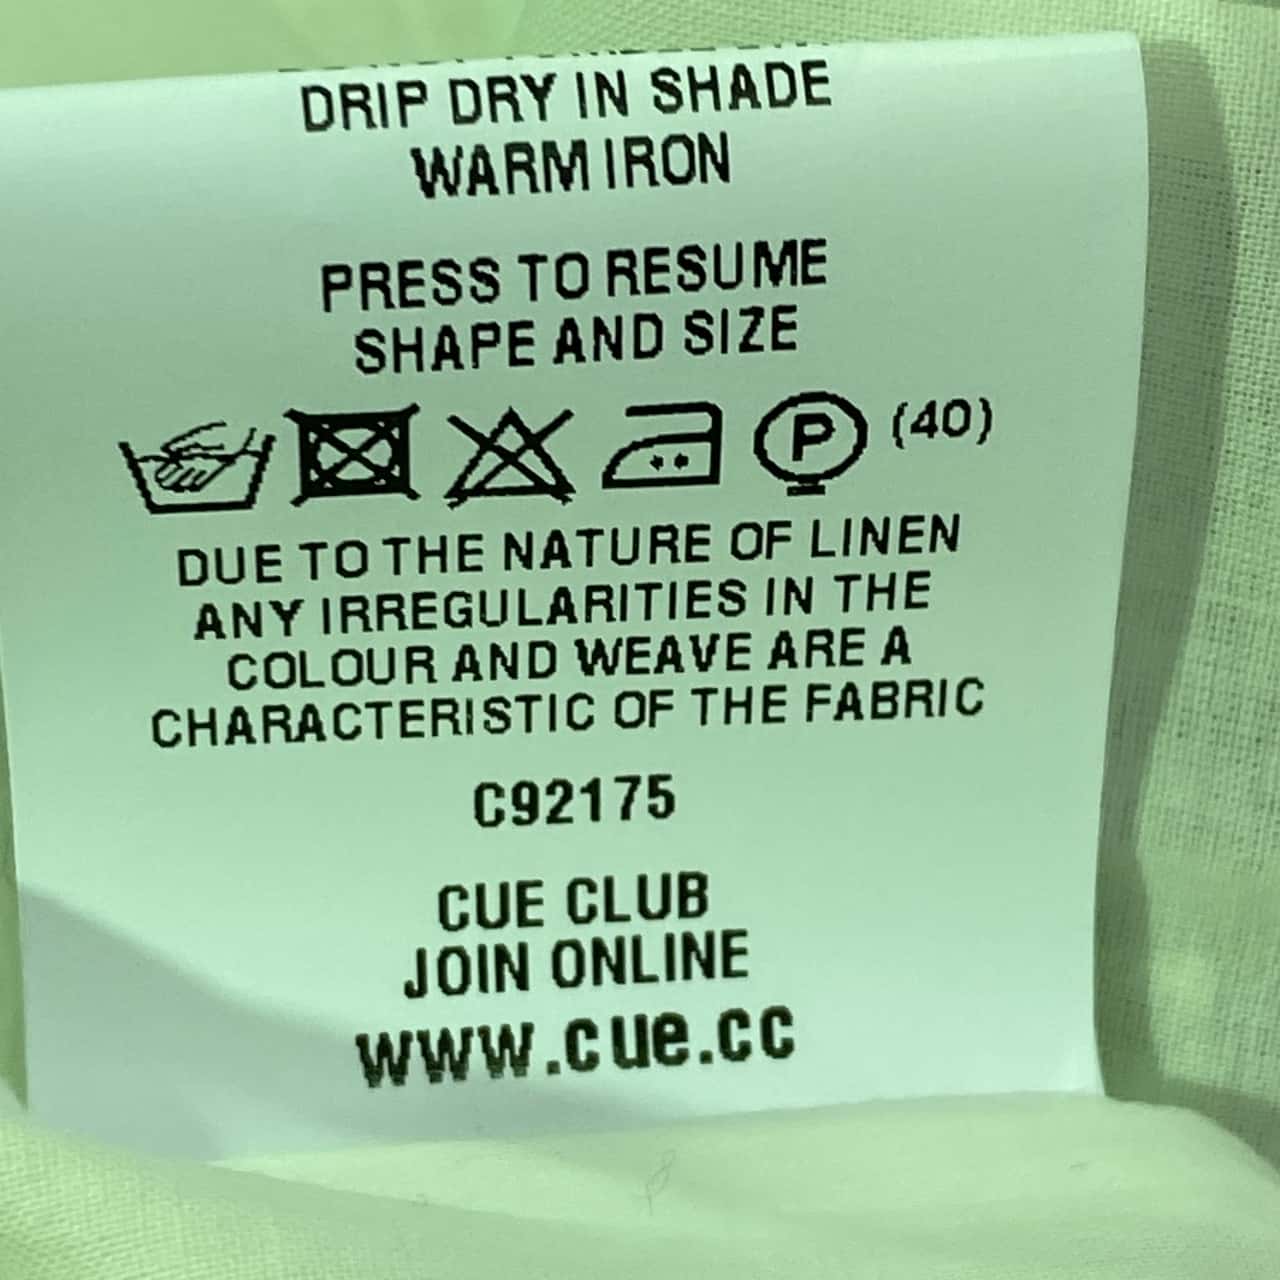 DRIP DRY IN SHADE
WARM IRON
PRESS TO RESUME
SHAPE AND SIZE
P (40)
DUE TO THE NATURE OF LINEN
ANY IRREGULARITIES IN THE
COLOUR AND WEAVE ARE A
CHARACTERISTIC OF THE FABRIC
C92175
CUE CLUB
JOIN ONLINE
www.cue.cc